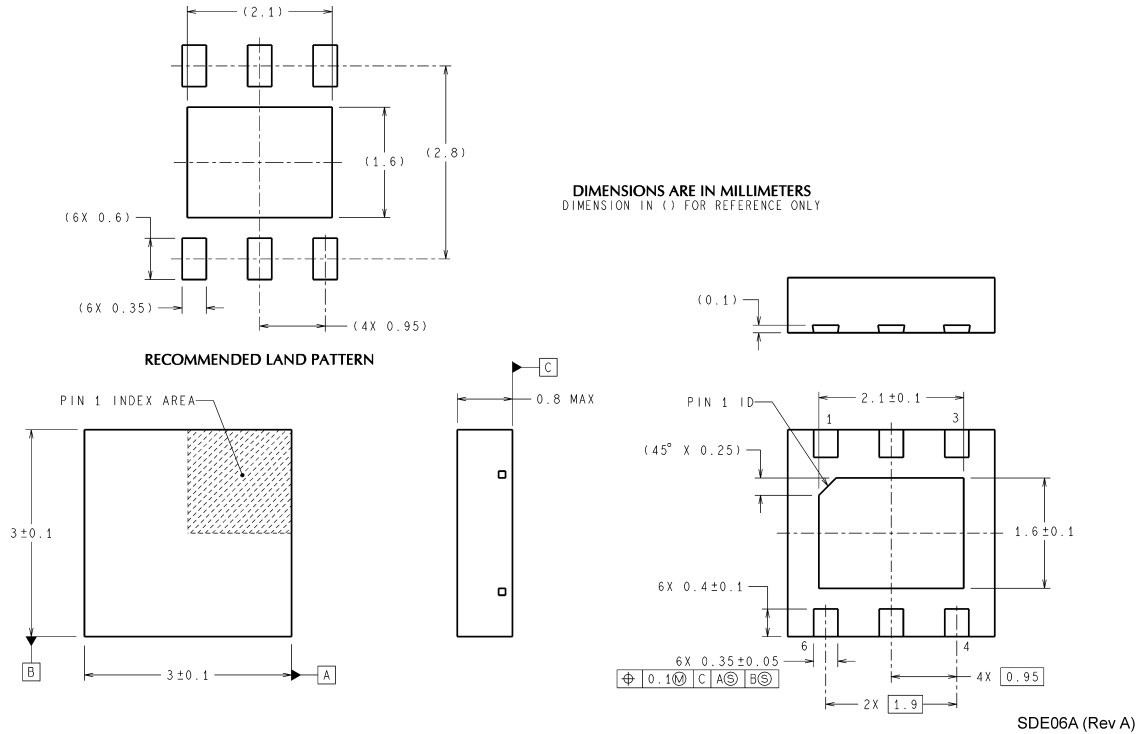 (2.1)
(1.6)
(2.8)
(6X 0.6)
(6X 0.35)
(4X 0.95)
RECOMMENDED LAND PATTERN
DIMENSIONS ARE IN MILLIMETERS
DIMENSION IN () FOR REFERENCE ONLY
(0.1)
PIN 1 INDEX AREA
3±0.1
B
3±0.1
A
C
0.8 MAX
PIN 1 ID
2.1±0.1
1
3
(45° X 0.25)
1.6±0.1
6X 0.4±0.1
6
4
6X 0.35±0.05
⌖ 0.1Ⓜ C AⓈ BⓈ
4X 0.95
2X 1.9
SDE06A (Rev A)